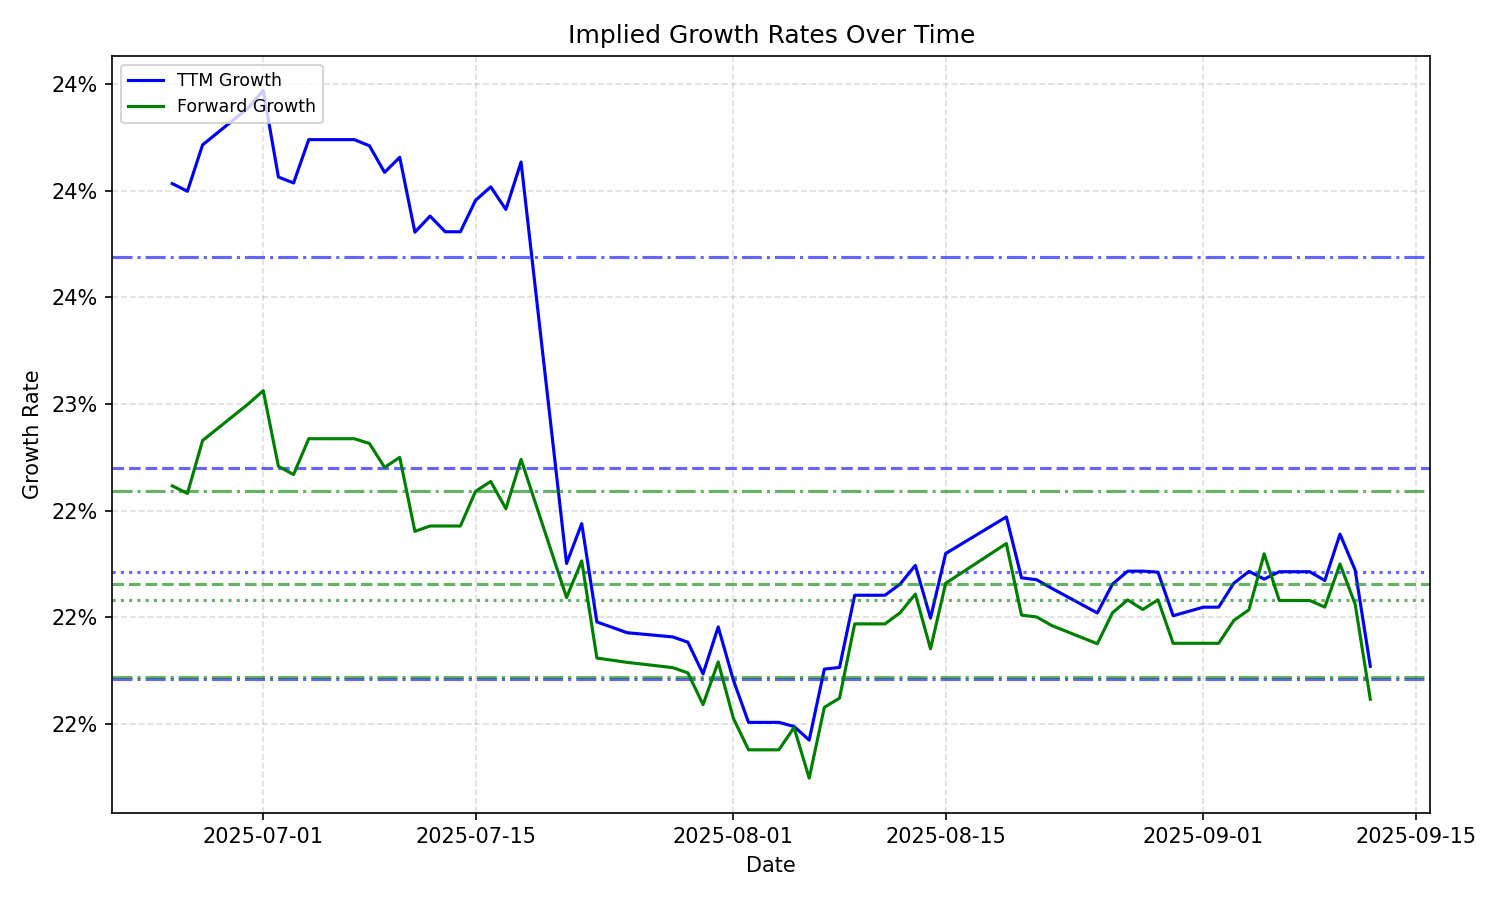 Implied Growth Rates Over Time
TTM Growth
Forward Growth
24%
24%
24%
23%
22%
22%
22%
Growth Rate
2025-07-01
2025-07-15
2025-08-01
2025-08-15
2025-09-01
2025-09-15
Date